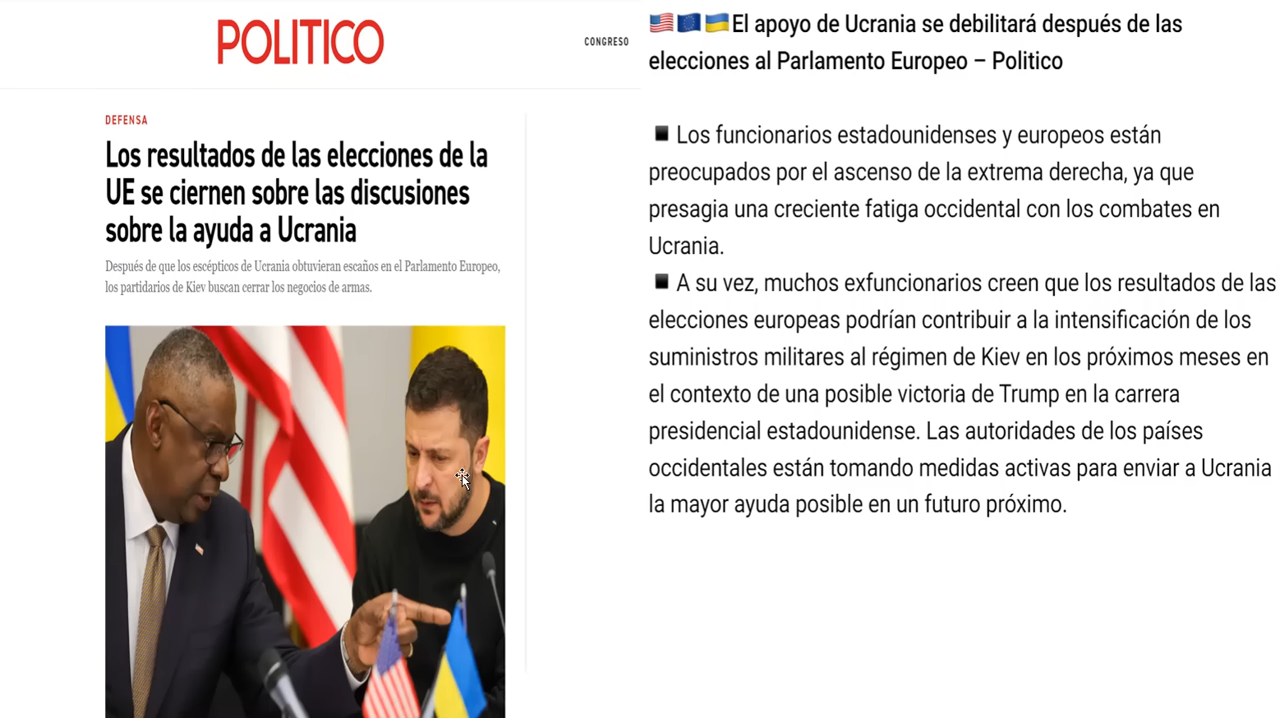 POLITICO
CONGRESO
DEFENSA
Los resultados de las elecciones de la
UE se ciernen sobre las discusiones
sobre la ayuda a Ucrania
Después de que los escépticos de Ucrania obtuvieran escaños en el Parlamento Europeo,
los partidarios de Kiev buscan cerrar los negocios de armas.
El apoyo de Ucrania se debilitará después de las
elecciones al Parlamento Europeo – Politico
Los funcionarios estadounidenses y europeos están
preocupados por el ascenso de la extrema derecha, ya que
presagia una creciente fatiga occidental con los combates en
Ucrania.
A su vez, muchos exfuncionarios creen que los resultados de las
elecciones europeas podrían contribuir a la intensificación de los
suministros militares al régimen de Kiev en los próximos meses en
el contexto de una posible victoria de Trump en la carrera
presidencial estadounidense. Las autoridades de los países
occidentales están tomando medidas activas para enviar a Ucrania
la mayor ayuda posible en un futuro próximo.